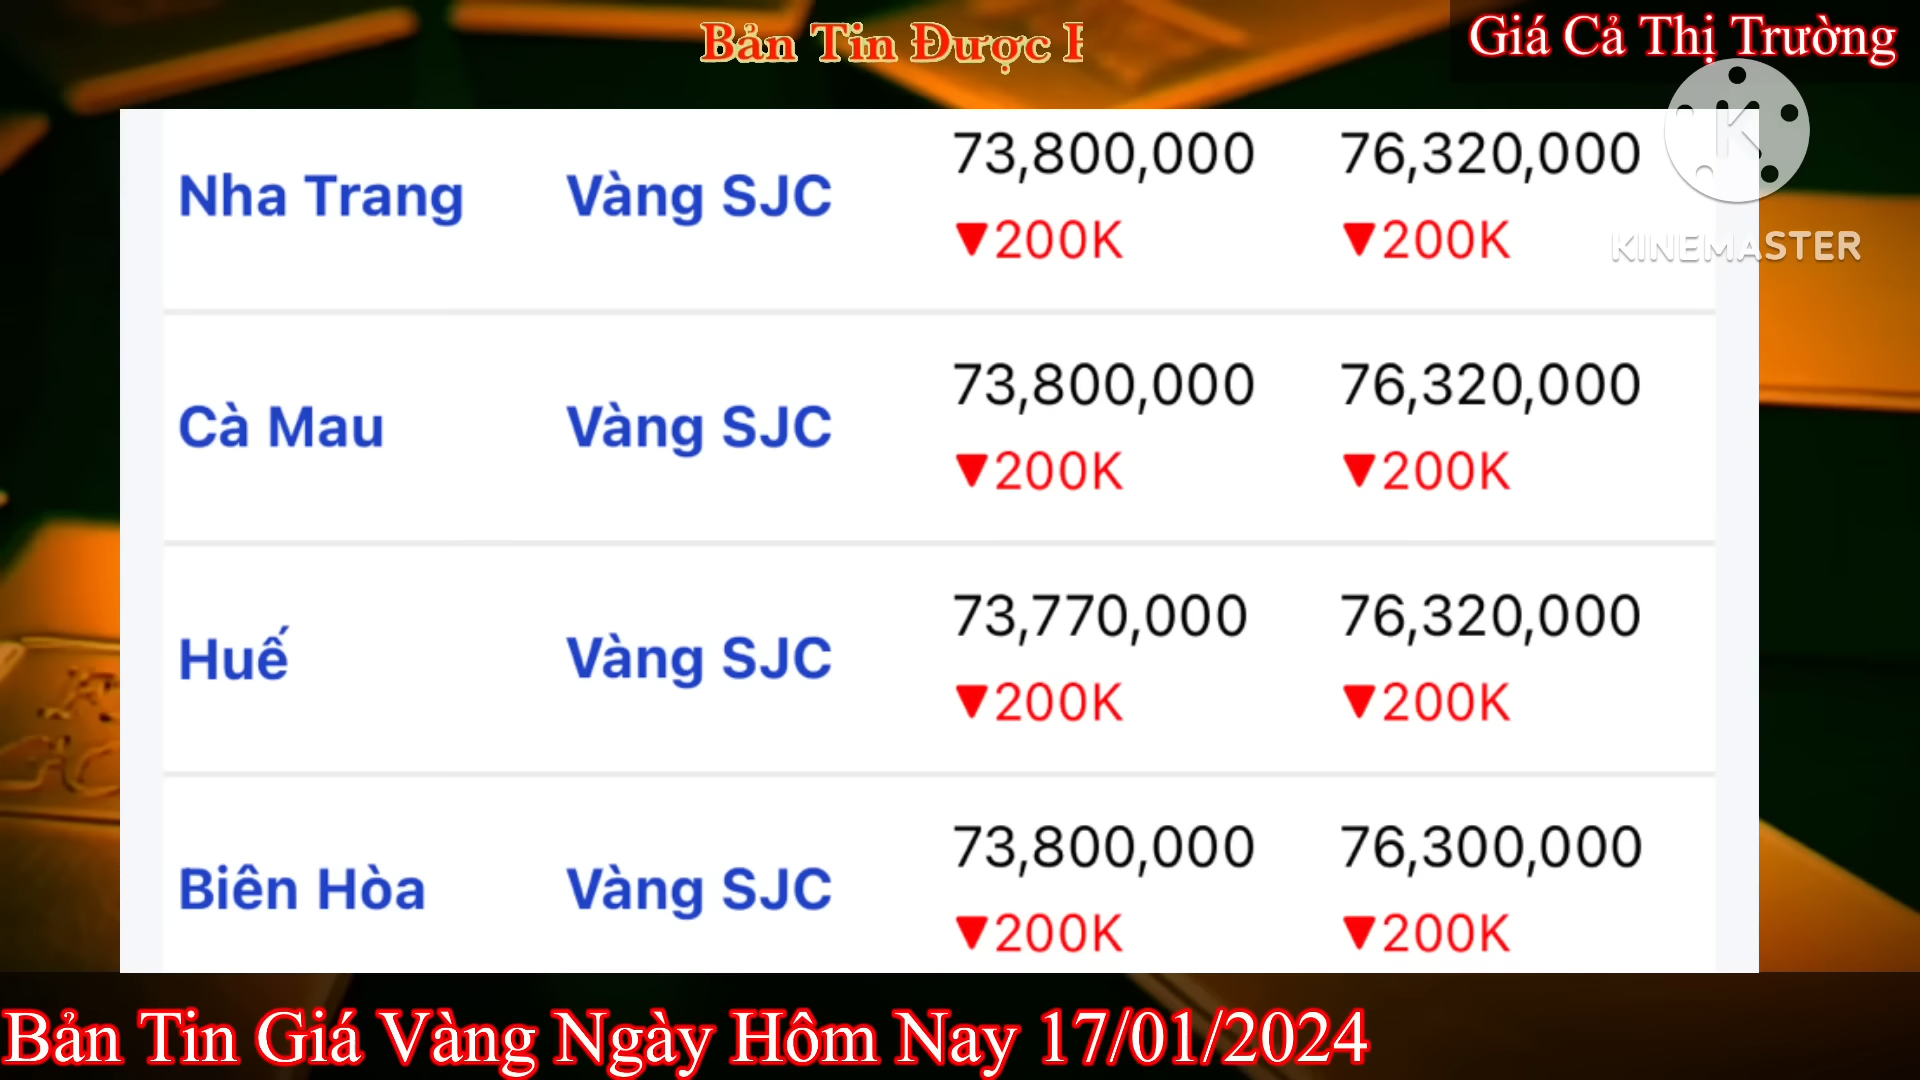 Bản Tin Được
Giá Cả Thị Trường
KINEMASTER
Nha Trang Vàng SJC 73,800,000 76,320,000
▼200K ▼200K
Cà Mau Vàng SJC 73,800,000 76,320,000
▼200K ▼200K
Huế Vàng SJC 73,770,000 76,320,000
▼200K ▼200K
Biên Hòa Vàng SJC 73,800,000 76,300,000
▼200K ▼200K
Bản Tin Giá Vàng Ngày Hôm Nay 17/01/2024